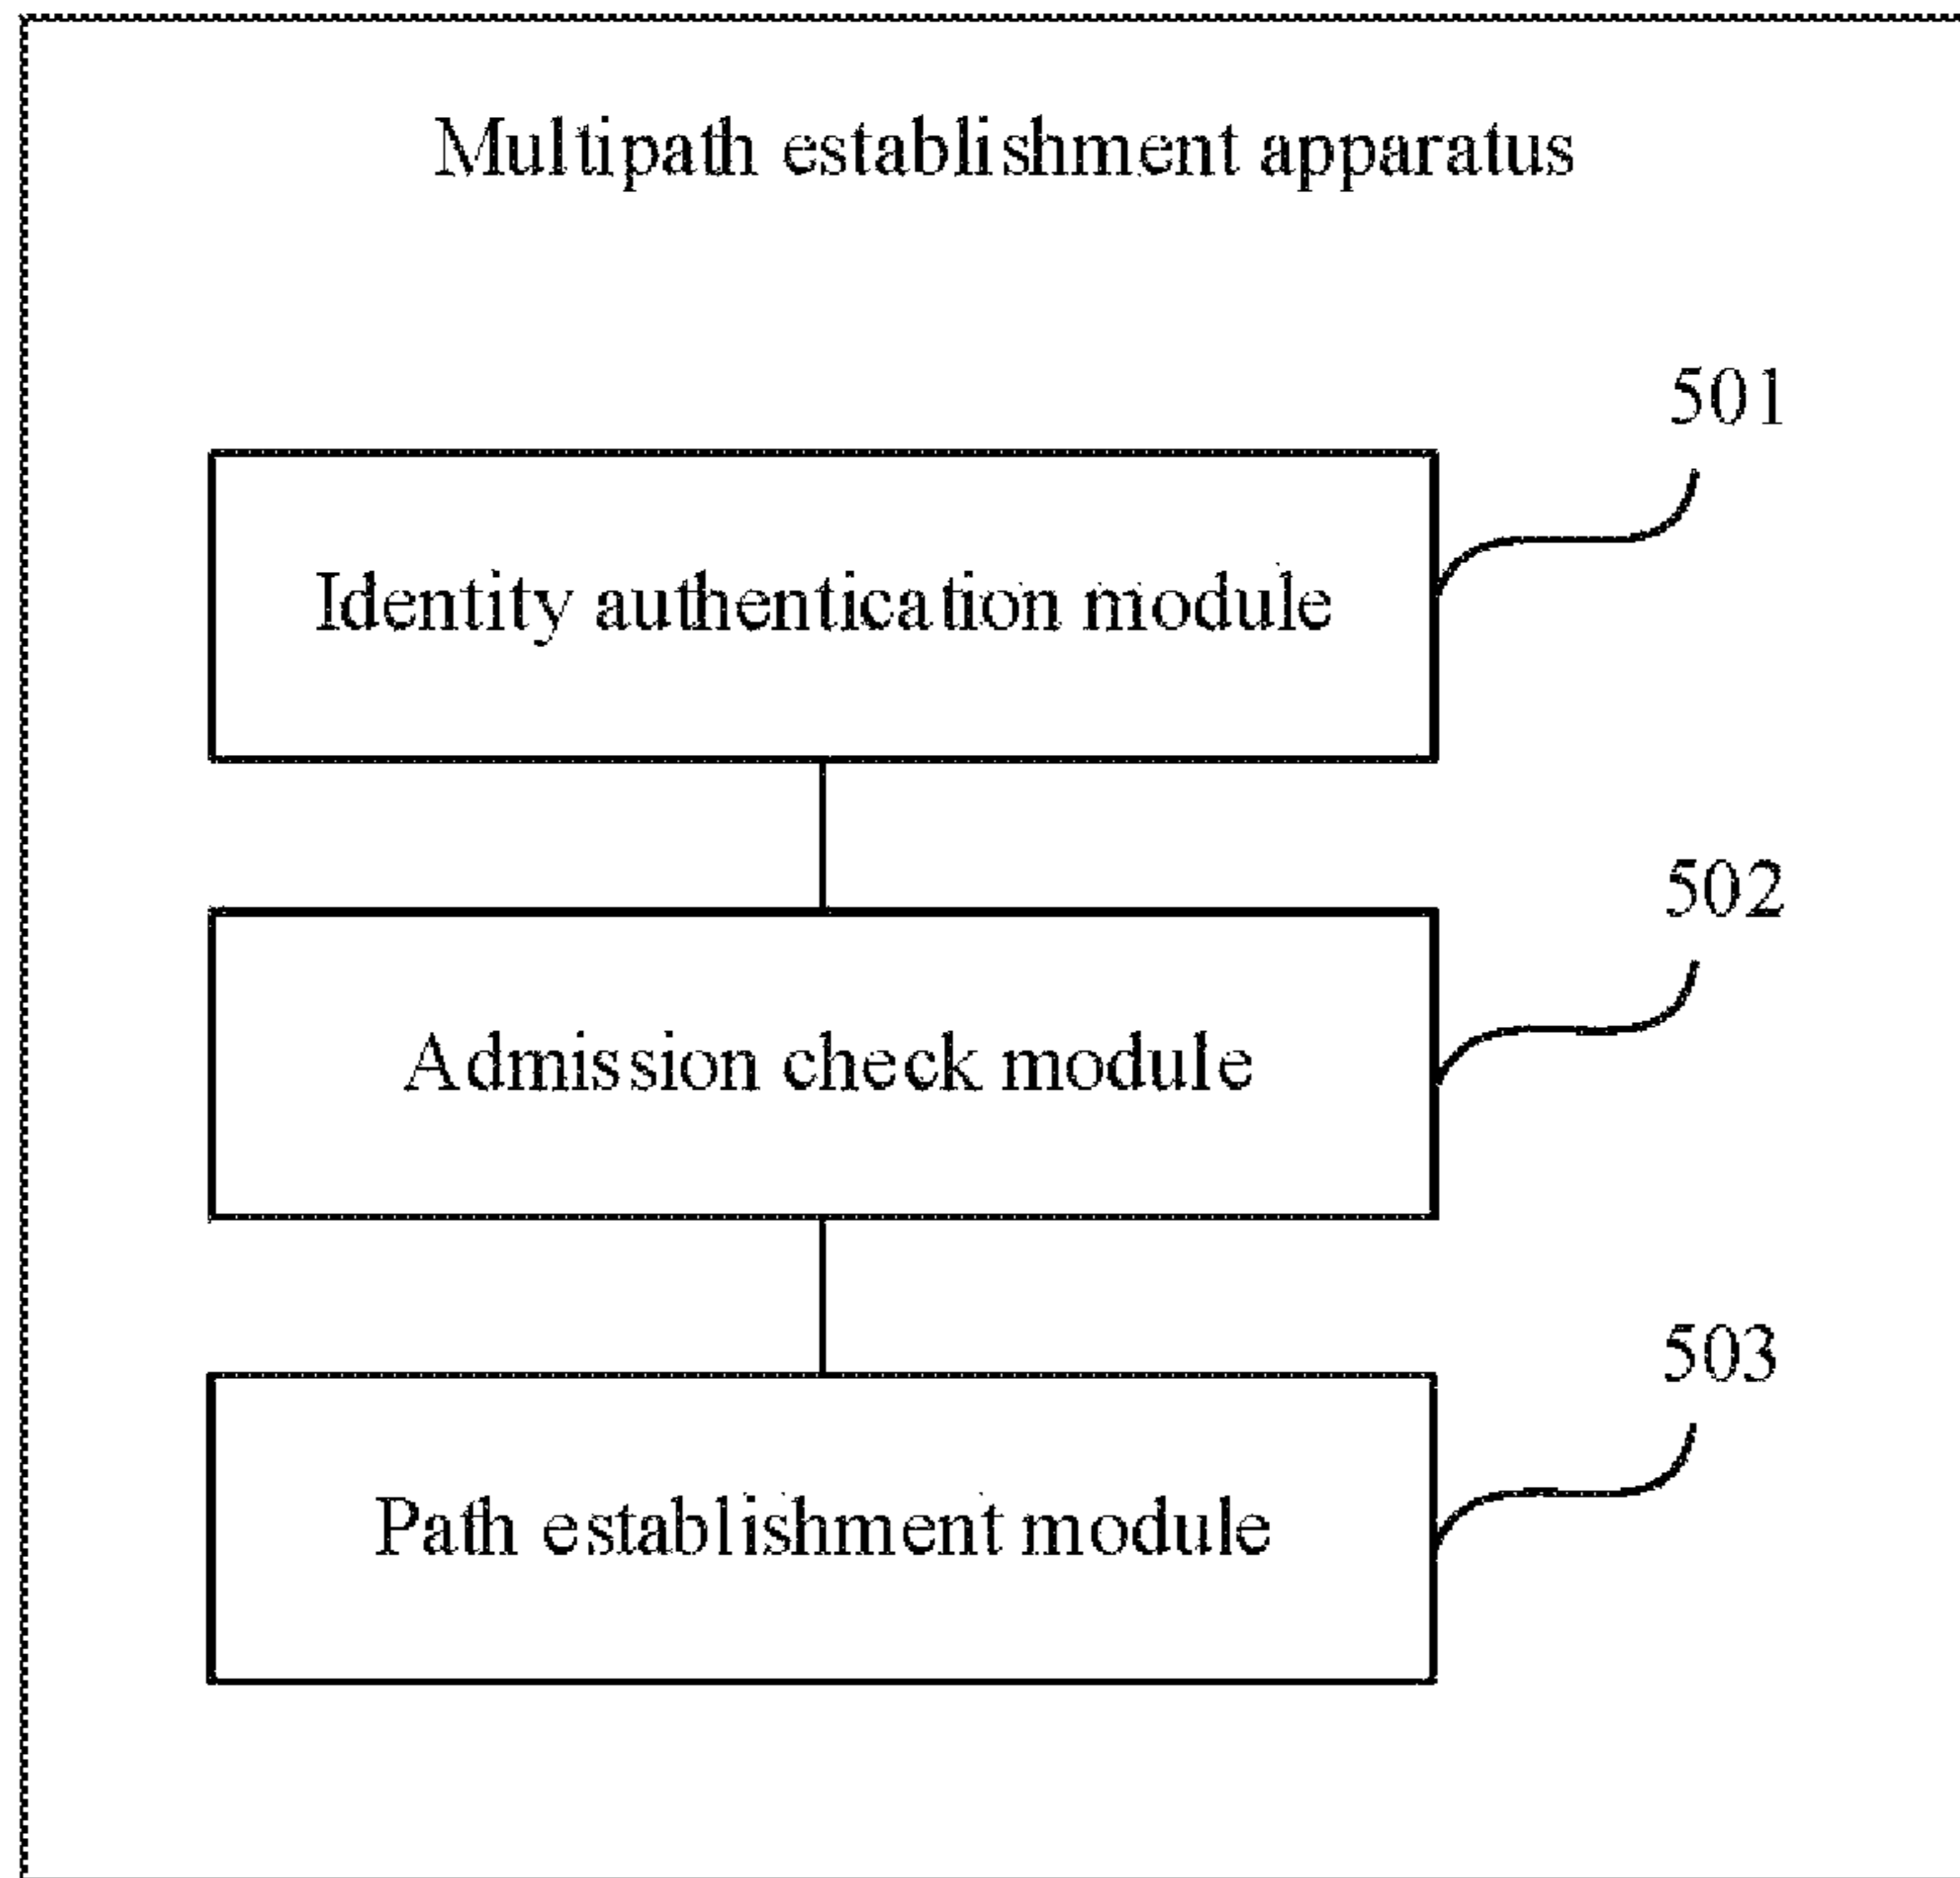 Multipath establishment apparatus
501
Identity authentication module
502
Admission check module
503
Path establishment module